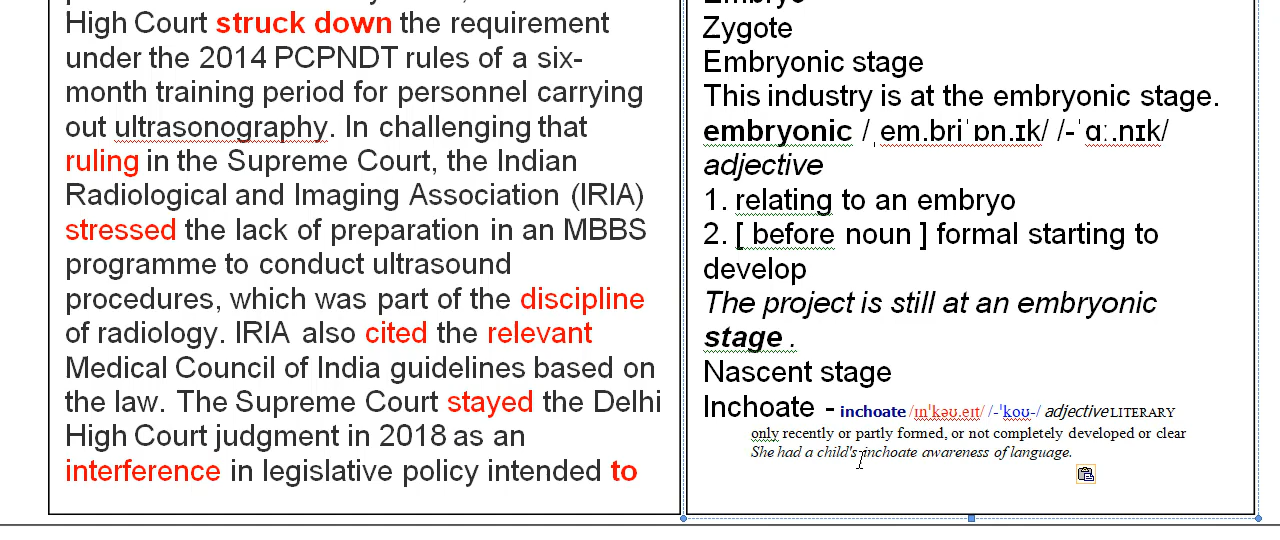 High Court struck down the requirement
under the 2014 PCPNDT rules of a six-
month training period for personnel carrying
out ultrasonography. In challenging that
ruling in the Supreme Court, the Indian
Radiological and Imaging Association (IRIA)
stressed the lack of preparation in an MBBS
programme to conduct ultrasound
procedures, which was part of the discipline
of radiology. IRIA also cited the relevant
Medical Council of India guidelines based on
the law. The Supreme Court stayed the Delhi
High Court judgment in 2018 as an
interference in legislative policy intended to
Embryo
Zygote
Embryonic stage
This industry is at the embryonic stage.
embryonic /ˌem.briˈɒn.ɪk/ /-ˈɑː.nɪk/
adjective
1. relating to an embryo
2. [ before noun ] formal starting to
develop
The project is still at an embryonic
stage .
Nascent stage
Inchoate - inchoate /ɪnˈkəʊ.eɪt/ /-ˈkoʊ-/ adjective LITERARY
only recently or partly formed, or not completely developed or clear
She had a child's inchoate awareness of language.